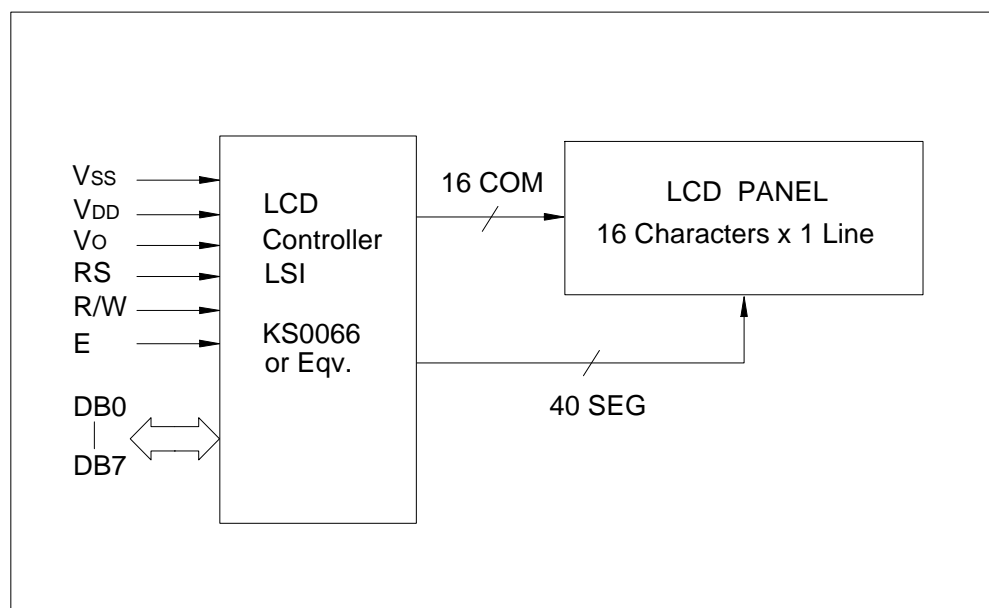 VSS
VDD
VO
RS
R/W
E
DB0
DB7
LCD
Controller
LSI
KS0066
or Eqv.
16 COM
40 SEG
LCD PANEL
16 Characters x 1 Line